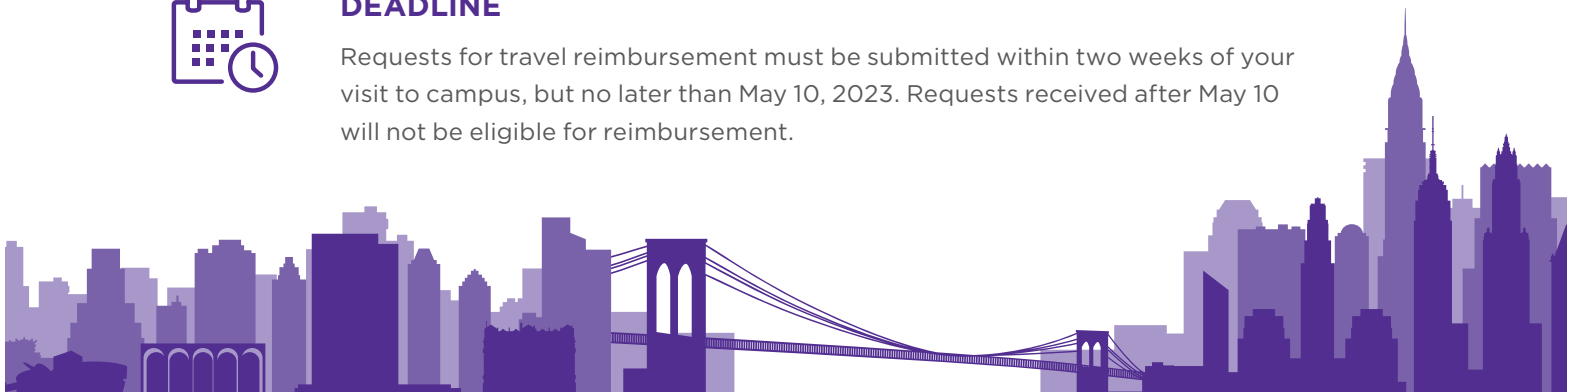 DEADLINE
Requests for travel reimbursement must be submitted within two weeks of your
visit to campus, but no later than May 10, 2023. Requests received after May 10
will not be eligible for reimbursement.